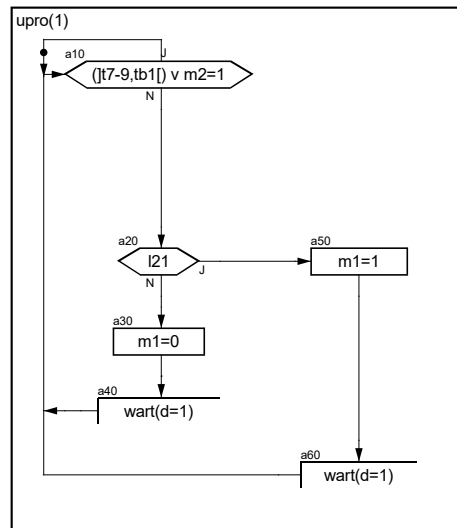 upro(1)
a10
J
(]t7-9,tb1[) v m2=1
N
a20
l21
J
N
a50
m1=1
a30
m1=0
a40
wart(d=1)
a60
wart(d=1)